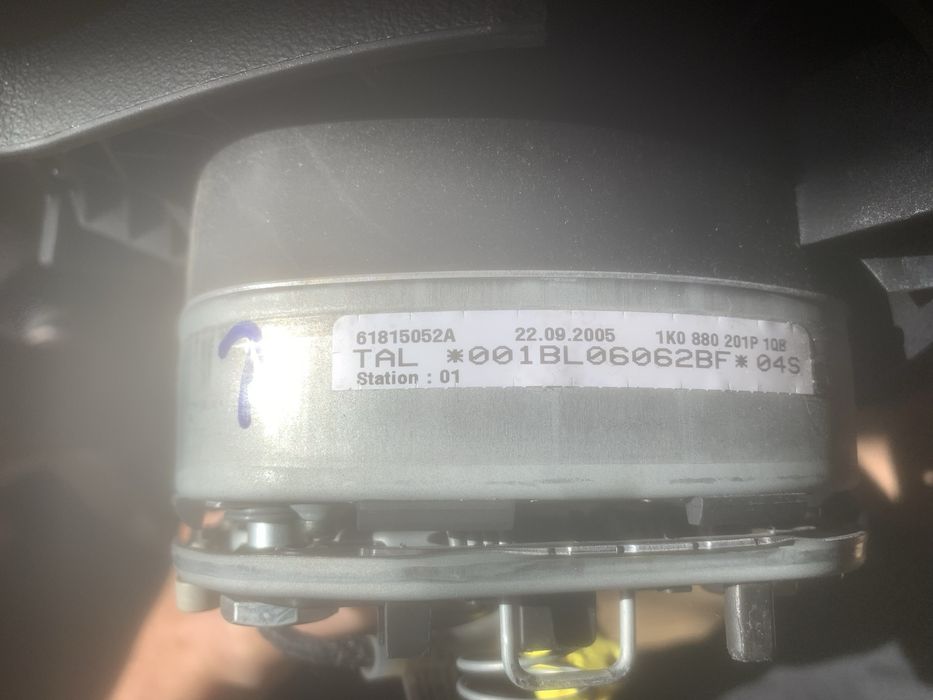 61815052A 22.09.2005 1K0 880 201P 1QB
TAL *001BL06062BF* 04S
Station : 01